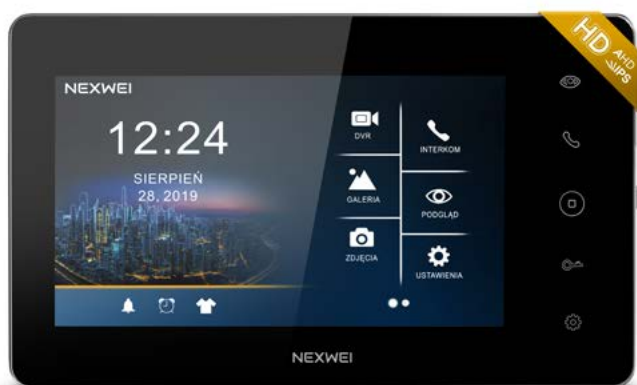 HD
AHD
IPS
NEXWEI
12:24
SIERPIEŃ
28, 2019
DVR
INTERKOM
GALERIA
PODGLĄD
ZDJĘCIA
USTAWIENIA
NEXWEI